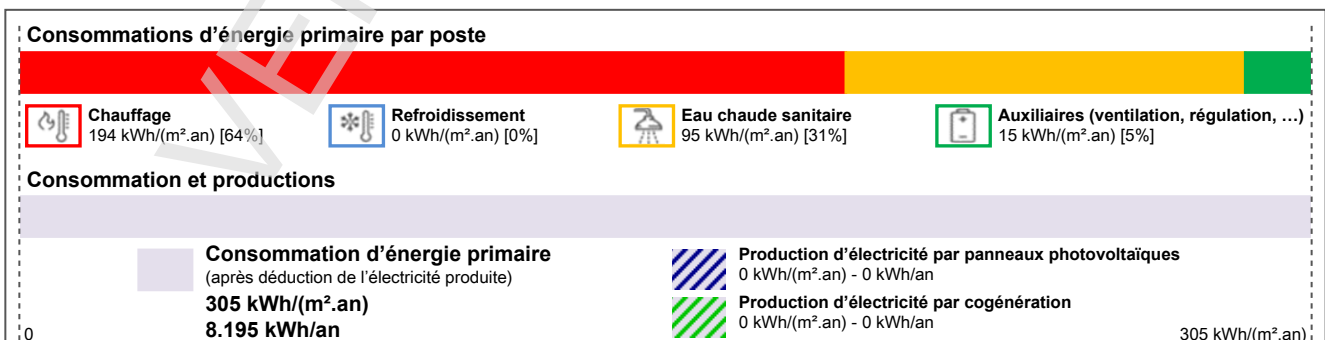 Consommations d'énergie primaire par poste
Chauffage
194 kWh/(m².an) [64%]
Refroidissement
0 kWh/(m².an) [0%]
Eau chaude sanitaire
95 kWh/(m².an) [31%]
Auxiliaires (ventilation, régulation, …)
15 kWh/(m².an) [5%]
Consommation et productions
Consommation d'énergie primaire
(après déduction de l'électricité produite)
305 kWh/(m².an)
8.195 kWh/an
Production d'électricité par panneaux photovoltaïques
0 kWh/(m².an) - 0 kWh/an
Production d'électricité par cogénération
0 kWh/(m².an) - 0 kWh/an
0
305 kWh/(m².an)